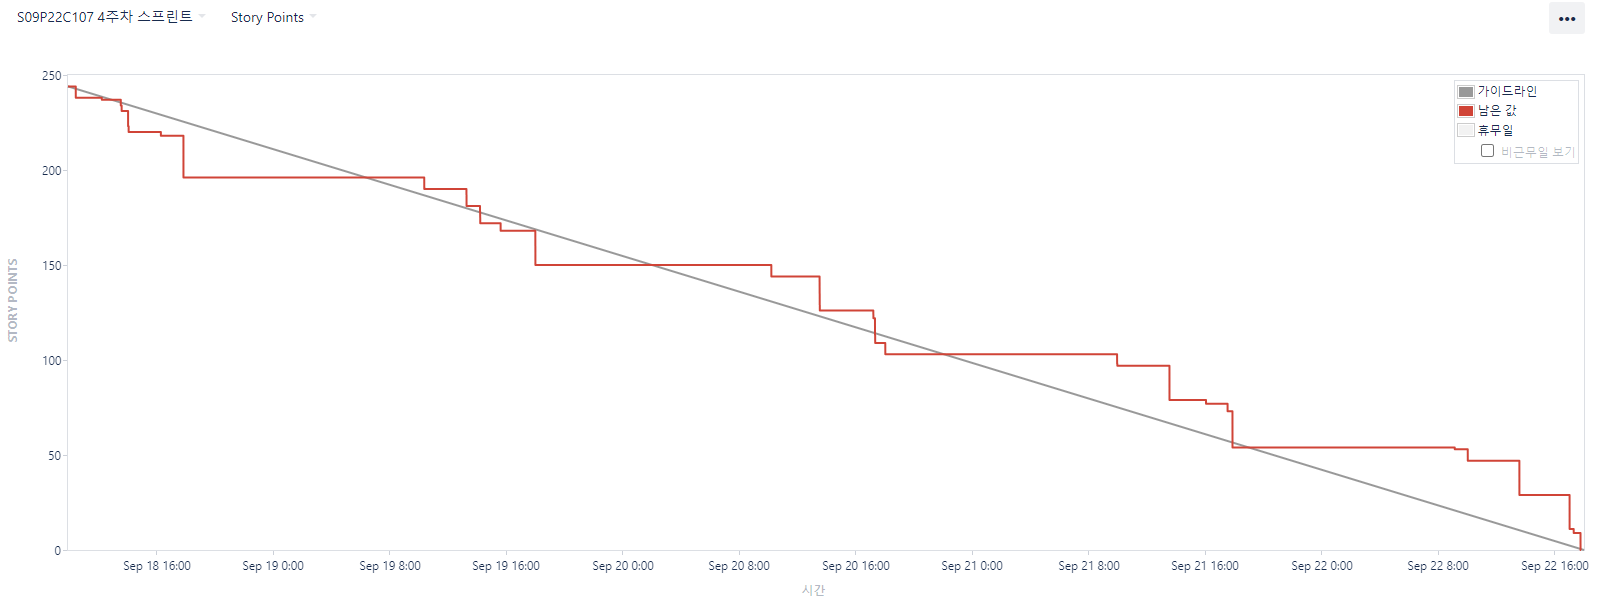 S09P22C107 4주차 스프린트
Story Points
가이드라인
남은 값
휴무일
비근무일 보기
STORY POINTS
250
200
150
100
50
0
Sep 18 16:00
Sep 19 0:00
Sep 19 8:00
Sep 19 16:00
Sep 20 0:00
Sep 20 8:00
Sep 20 16:00
Sep 21 0:00
Sep 21 8:00
Sep 21 16:00
Sep 22 0:00
Sep 22 8:00
Sep 22 16:00
시간